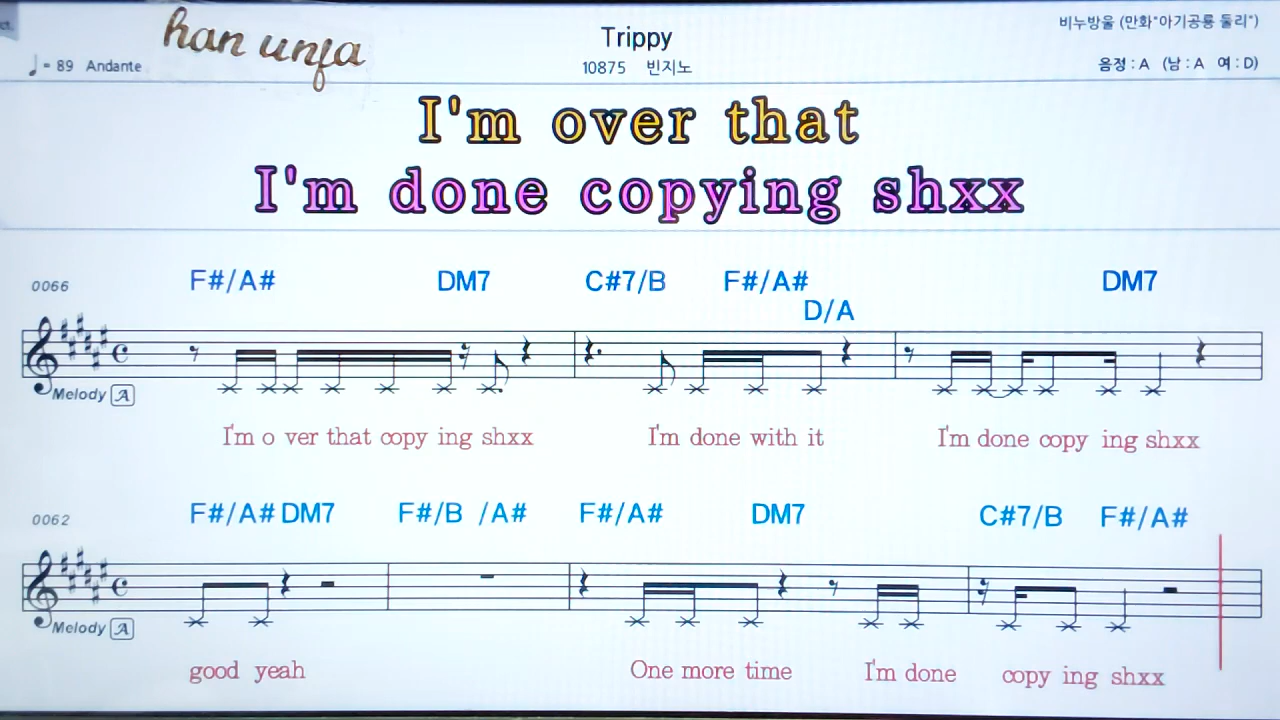 ct.
han unfa
비누방울 (만화"아기공룡 둘리")
Trippy
♩= 89 Andante
10875 빈지노
음정 : A (남 : A 여 : D)
I'm over that
I'm done copying shxx
0066 F#/A# DM7 C#7/B F#/A# D/A DM7
Melody A
I'm o ver that copy ing shxx I'm done with it I'm done copy ing shxx
0062 F#/A# DM7 F#/B /A# F#/A# DM7 C#7/B F#/A#
Melody A
good yeah One more time I'm done copy ing shxx